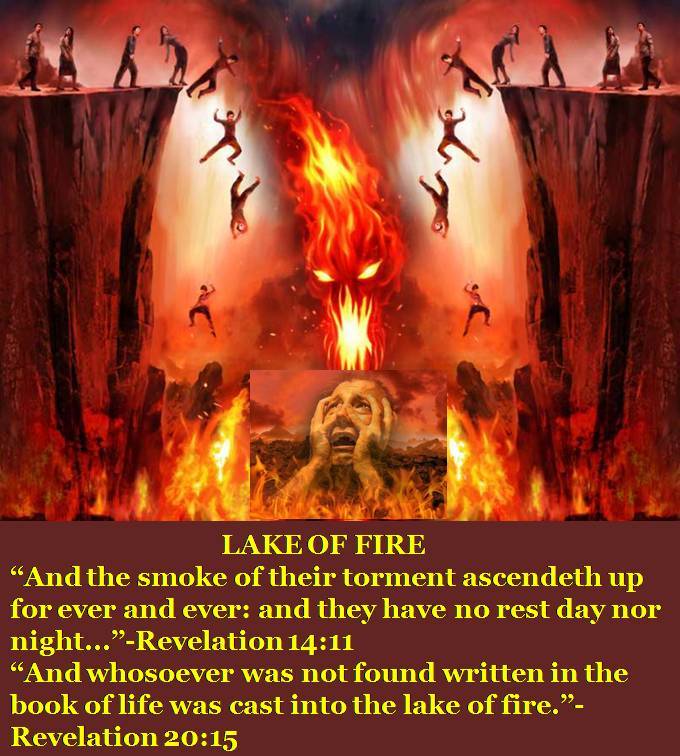 LAKE OF FIRE
“And the smoke of their torment ascendeth up
for ever and ever: and they have no rest day nor
night...”-Revelation 14:11
“And whosoever was not found written in the
book of life was cast into the lake of fire.”-
Revelation 20:15